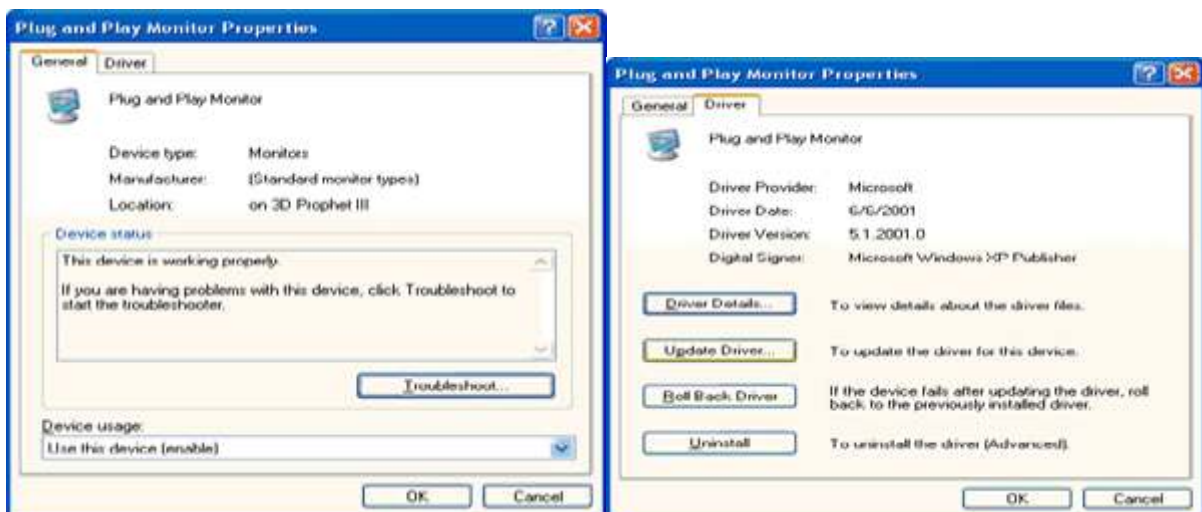 Plug and Play Monitor Properties
General Driver
Plug and Play Monitor
Device type: Monitors
Manufacturer: (Standard monitor types)
Location: on 3D Prophet III
Device status
This device is working properly.
If you are having problems with this device, click Troubleshoot to
start the troubleshooter.
Troubleshoot...
Device usage:
Use this device (enable)
OK Cancel
Plug and Play Monitor Properties
General Driver
Plug and Play Monitor
Driver Provider: Microsoft
Driver Date: 6/6/2001
Driver Version: 5.1.2001.0
Digital Signer: Microsoft Windows XP Publisher
Driver Details... To view details about the driver files.
Update Driver... To update the driver for this device.
Roll Back Driver If the device fails after updating the driver, roll
back to the previously installed driver.
Uninstall To uninstall the driver (Advanced).
OK Cancel